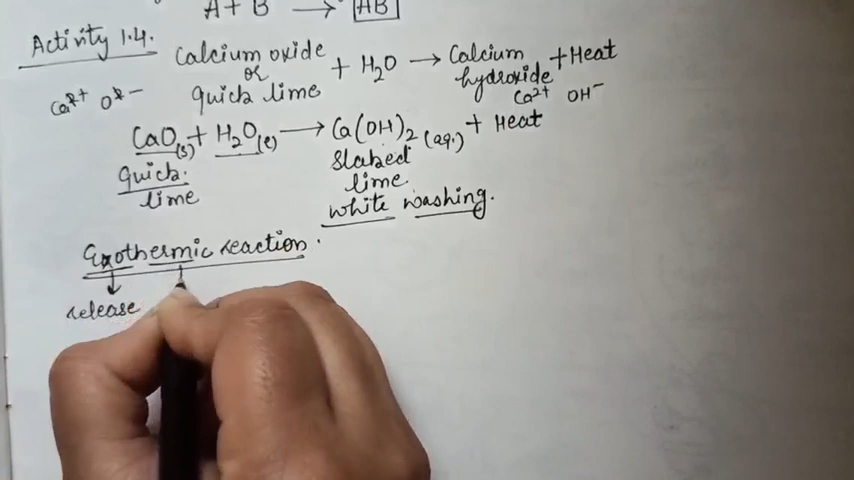 A + B → AB
Activity 1.4.
Calcium oxide or quick lime + H2O → Calcium hydroxide + Heat
Ca2+ O2- Ca2+ OH-
CaO(s) + H2O(l) → Ca(OH)2 (aq.) + Heat
quick lime slaked lime
white washing.
Exothermic reaction.
release